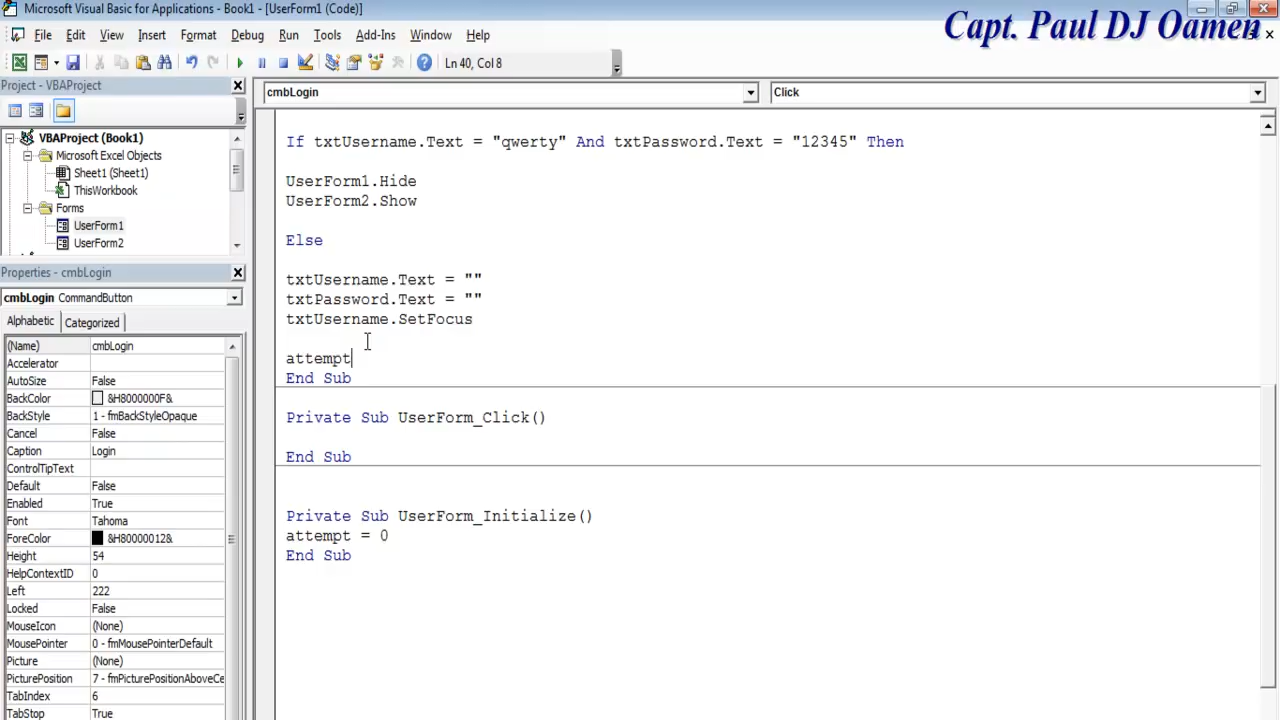 Microsoft Visual Basic for Applications - Book1 - [UserForm1 (Code)]
Capt. Paul DJ Oamen
File Edit View Insert Format Debug Run Tools Add-Ins Window Help
Ln 40, Col 8
Project - VBAProject
cmbLogin Click
VBAProject (Book1)
Microsoft Excel Objects
Sheet1 (Sheet1)
ThisWorkbook
Forms
UserForm1
UserForm2
Properties - cmbLogin
cmbLogin CommandButton
Alphabetic Categorized
(Name) cmbLogin
Accelerator
AutoSize False
BackColor &H8000000F&
BackStyle 1 - fmBackStyleOpaque
Cancel False
Caption Login
ControlTipText
Default False
Enabled True
Font Tahoma
ForeColor &H80000012&
Height 54
HelpContextID 0
Left 222
Locked False
MouseIcon (None)
MousePointer 0 - fmMousePointerDefault
Picture (None)
PicturePosition 7 - fmPicturePositionAboveCe
TabIndex 6
TabStop True
If txtUsername.Text = "qwerty" And txtPassword.Text = "12345" Then
UserForm1.Hide
UserForm2.Show
Else
txtUsername.Text = ""
txtPassword.Text = ""
txtUsername.SetFocus
attempt
End Sub
Private Sub UserForm_Click()
End Sub
Private Sub UserForm_Initialize()
attempt = 0
End Sub